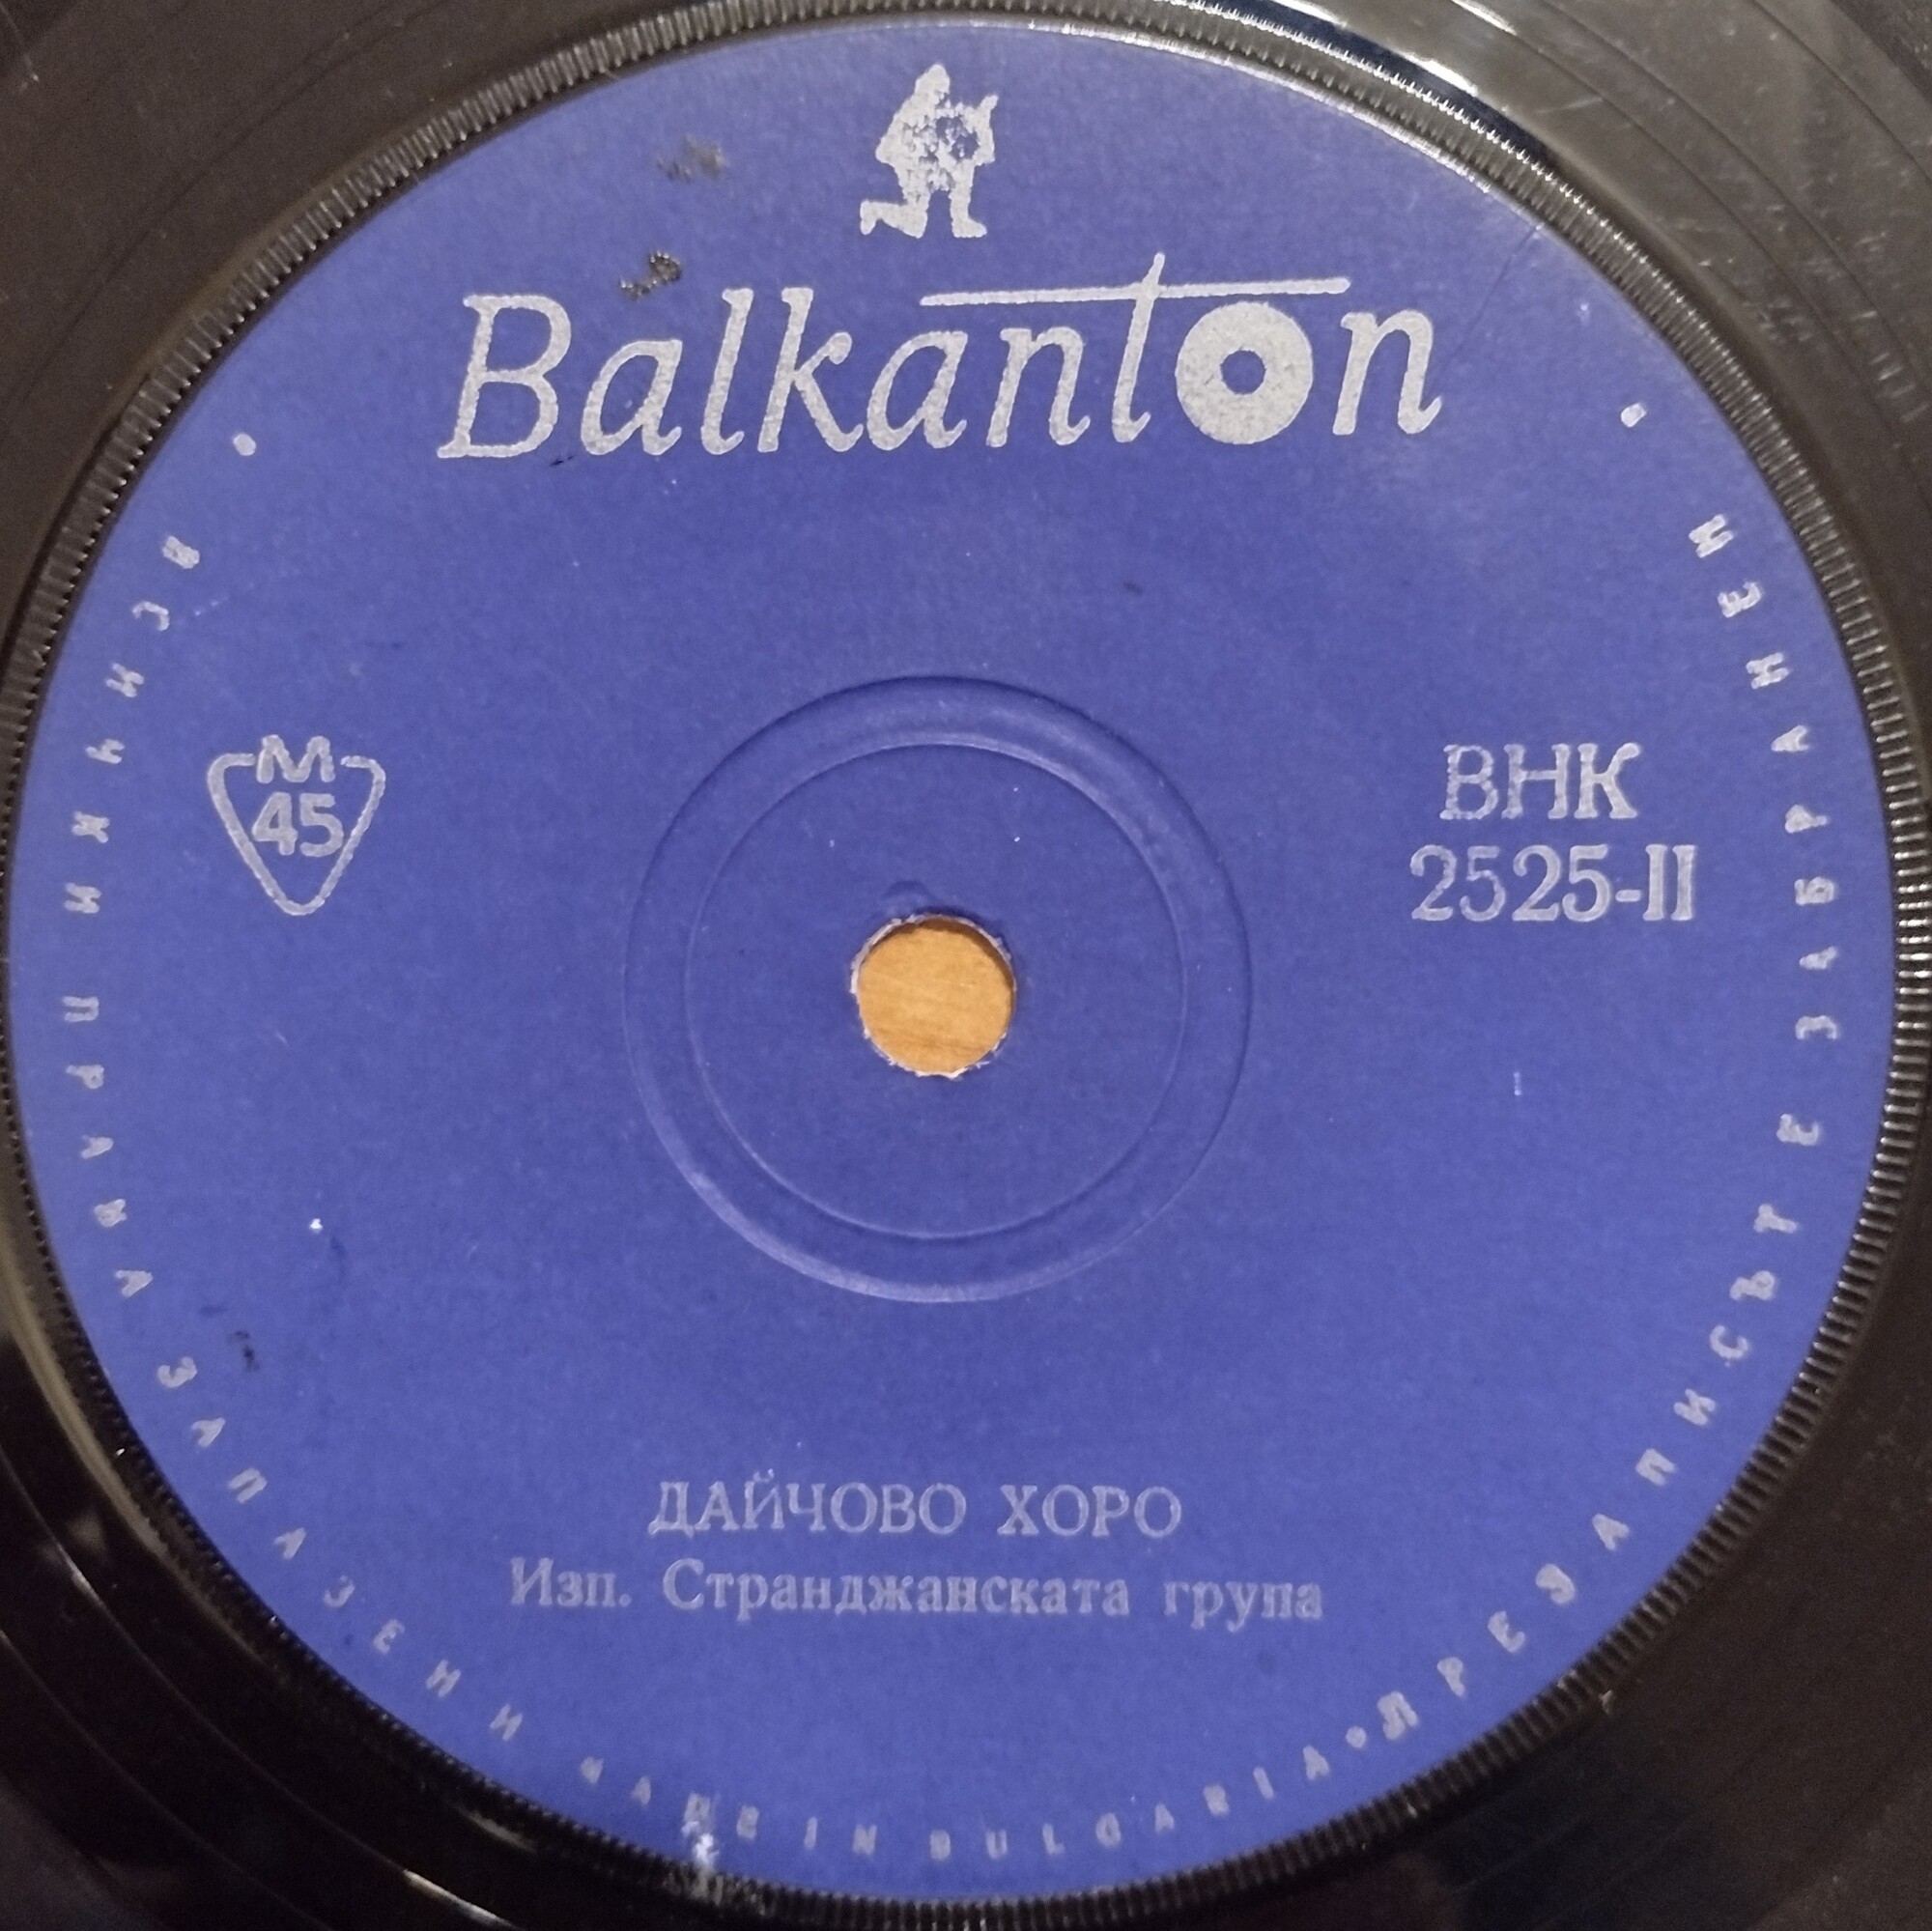 Balkanton
M
45
ВНК
2525-II
ДАЙЧОВО ХОРО
Изп. Странджанската група
ВСИЧКИ ПРАВА ЗАПАЗЕНИ MADE IN BULGARIA • ПРЕЗАПИСЪТ Е ЗАБРАНЕН